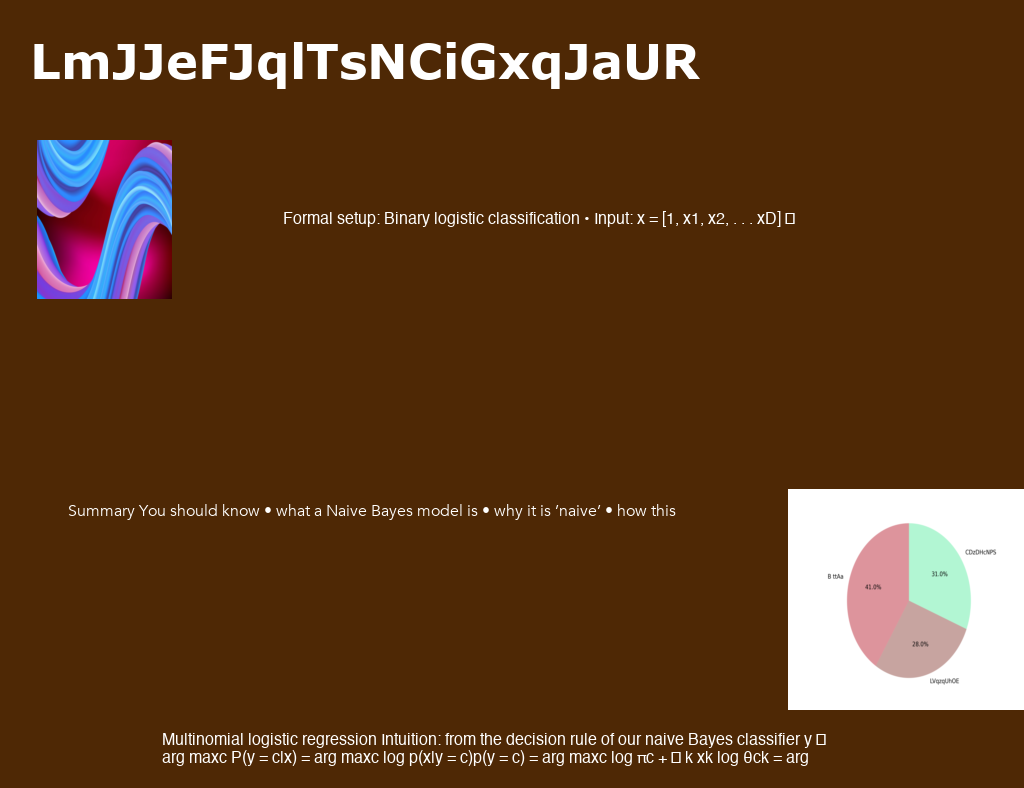 LmJJeFJqlTsNCiGxqJaUR
Formal setup: Binary logistic classification • Input: x = [1, x1, x2, . . . xD] 
Summary You should know • what a Naive Bayes model is • why it is ‘naive’ • how this
CDzDHcNPS
B ttAa
31.0%
41.0%
28.0%
LVqzqUhOE
Multinomial logistic regression Intuition: from the decision rule of our naive Bayes classifier y 
arg maxc P(y = c|x) = arg maxc log p(x|y = c)p(y = c) = arg maxc log πc +  k xk log θck = arg